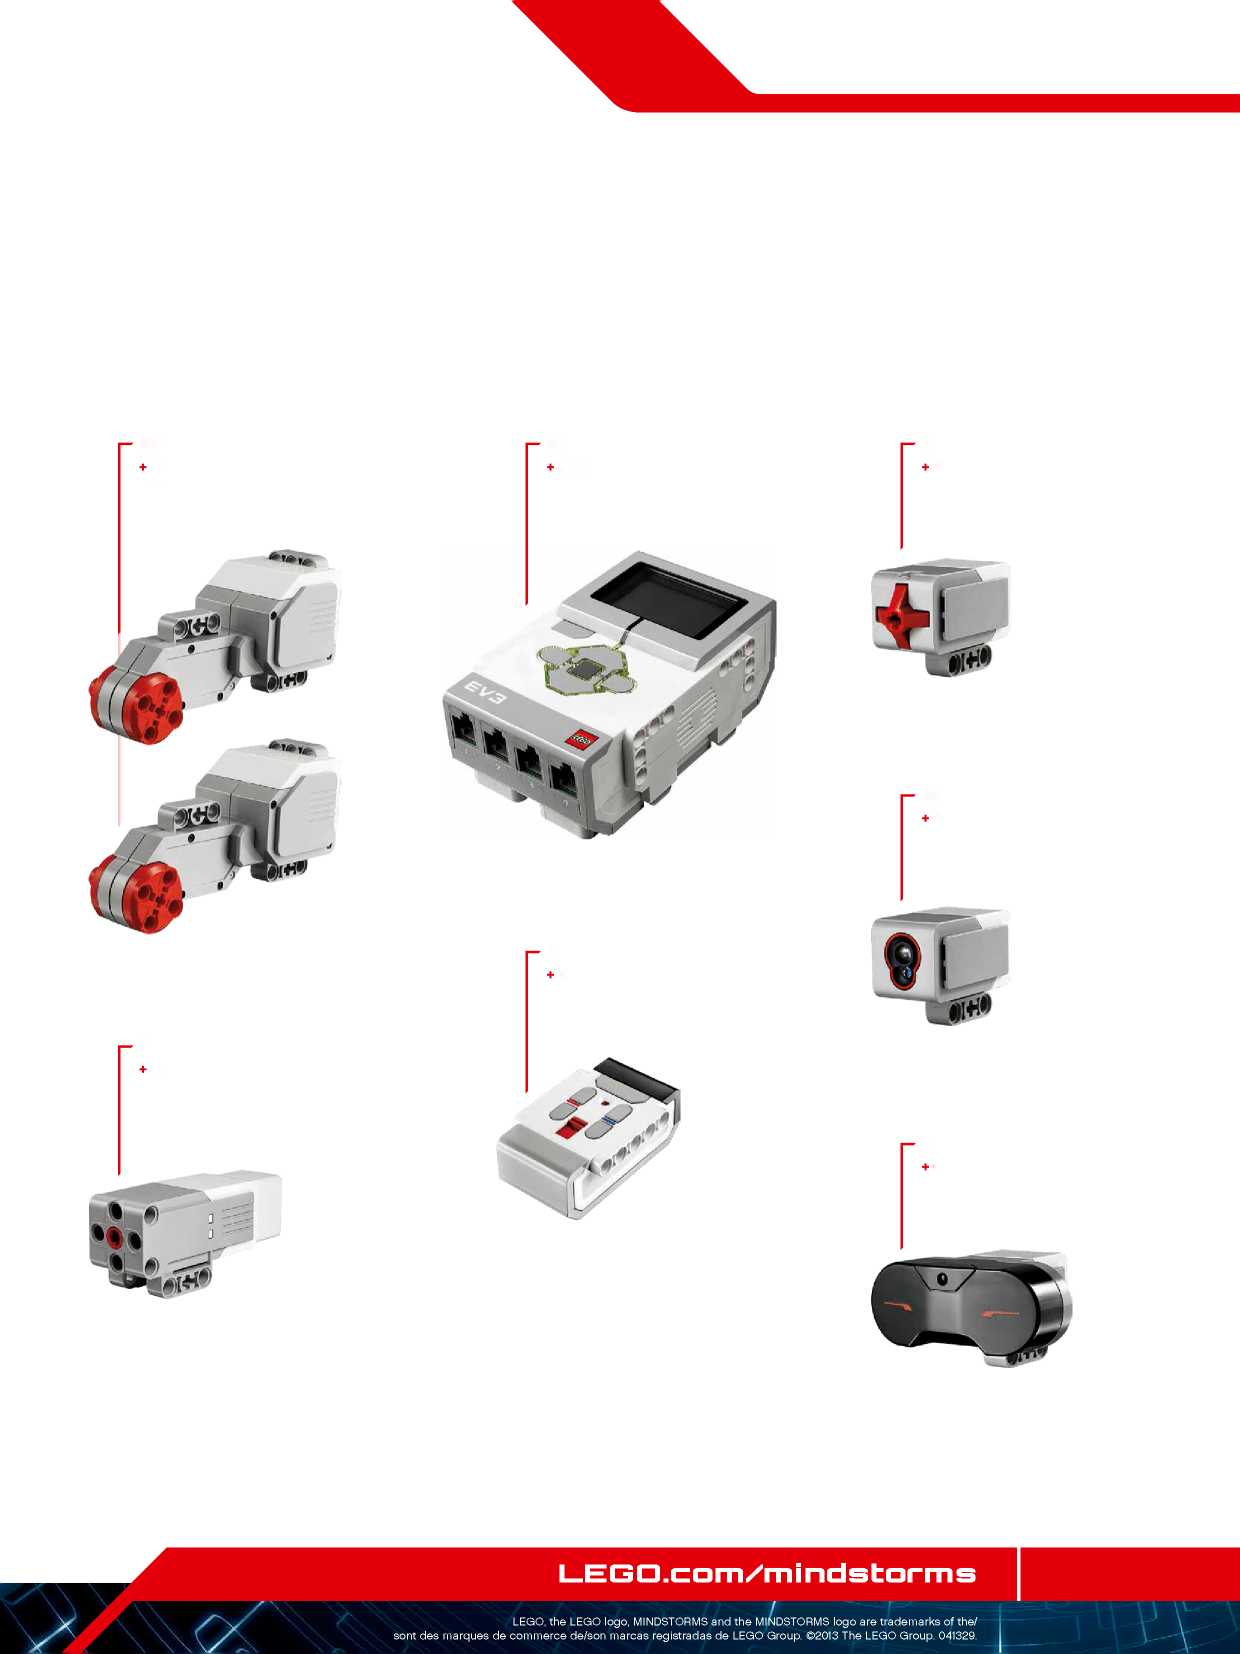 EV3
LEGO
LEGO.com/mindstorms
LEGO, the LEGO logo, MINDSTORMS and the MINDSTORMS logo are trademarks of the/
sont des marques de commerce de/son marcas registradas de LEGO Group. ©2013 The LEGO Group. 041329.